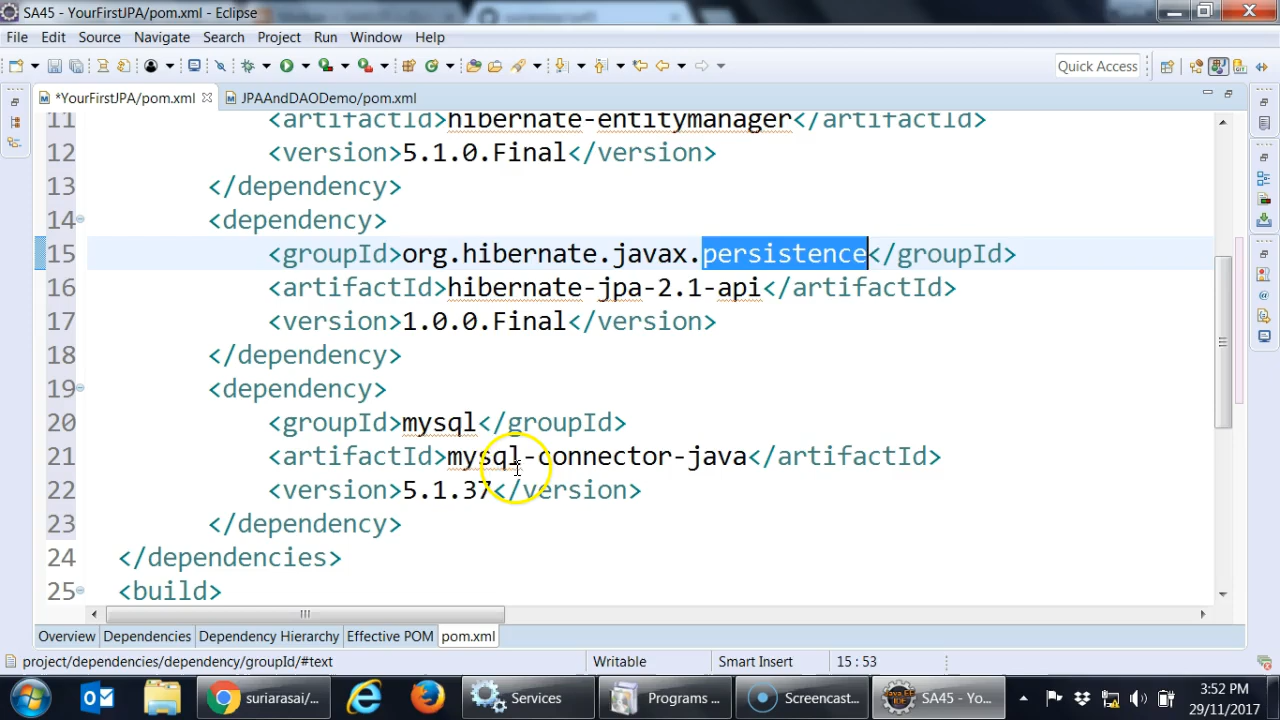 SA45 - YourFirstJPA/pom.xml - Eclipse
File Edit Source Navigate Search Project Run Window Help
Quick Access
*YourFirstJPA/pom.xml JPAAndDAODemo/pom.xml
11 <artifactId>hibernate-entitymanager</artifactId>
12 <version>5.1.0.Final</version>
13 </dependency>
14 <dependency>
15 <groupId>org.hibernate.javax.persistence</groupId>
16 <artifactId>hibernate-jpa-2.1-api</artifactId>
17 <version>1.0.0.Final</version>
18 </dependency>
19 <dependency>
20 <groupId>mysql</groupId>
21 <artifactId>mysql-connector-java</artifactId>
22 <version>5.1.37</version>
23 </dependency>
24 </dependencies>
25 <build>
Overview Dependencies Dependency Hierarchy Effective POM pom.xml
project/dependencies/dependency/groupId/#text Writable Smart Insert 15 : 53
suriarasai/... Services Programs ... Screencast... SA45 - Yo...
3:52 PM
29/11/2017